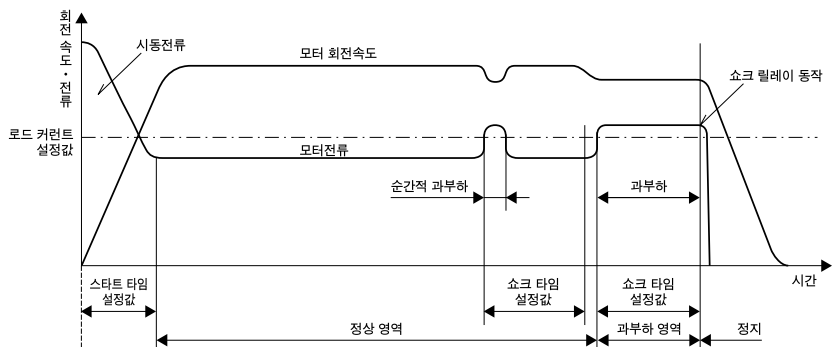 회전 속도・전류
시동전류
모터 회전속도
쇼크 릴레이 동작
로드 커런트
설정값
모터전류
순간적 과부하
과부하
시간
스타트 타임
설정값
쇼크 타임
설정값
쇼크 타임
설정값
정상 영역
과부하 영역
정지